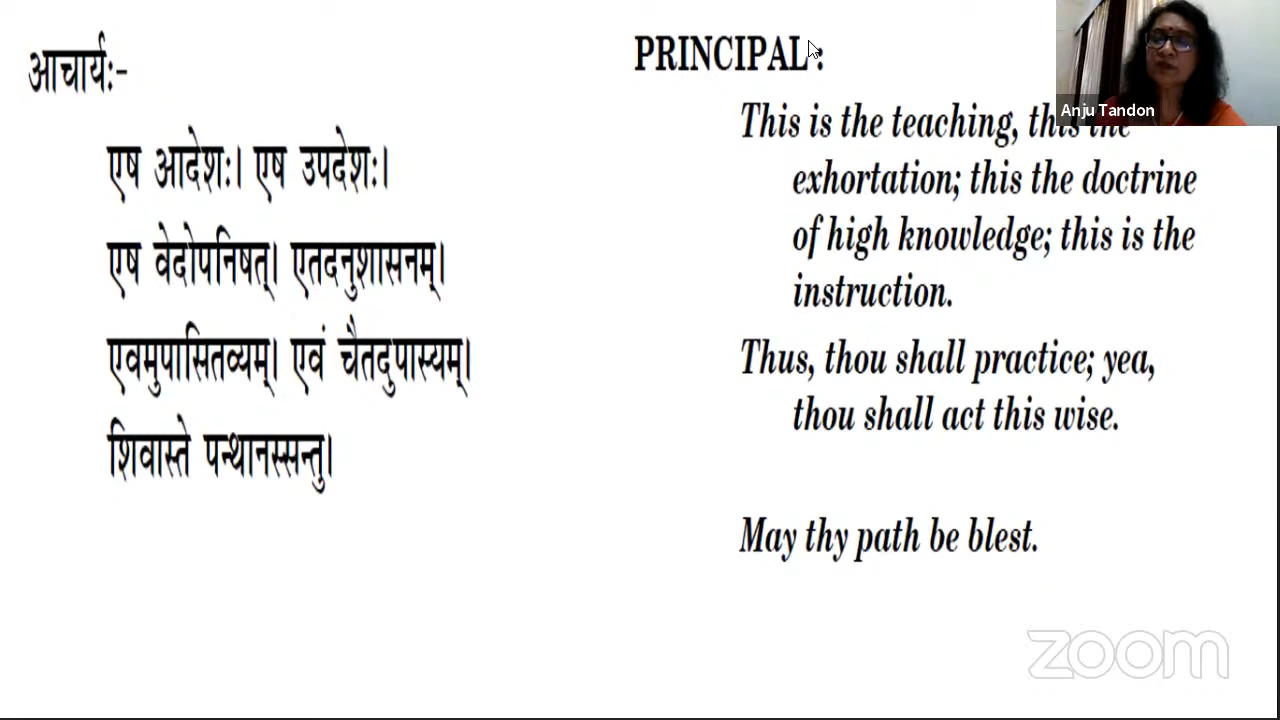 आचार्यः-
एष आदेशः। एष उपदेशः।
एष वेदोपनिषत्। एतदनुशासनम्।
एवमुपासितव्यम्। एवं चैतदुपास्यम्।
शिवास्ते पन्थानस्सन्तु।
PRINCIPAL :
This is the teaching, this the
exhortation; this the doctrine
of high knowledge; this is the
instruction.
Thus, thou shall practice; yea,
thou shall act this wise.
May thy path be blest.
Anju Tandon
zoom